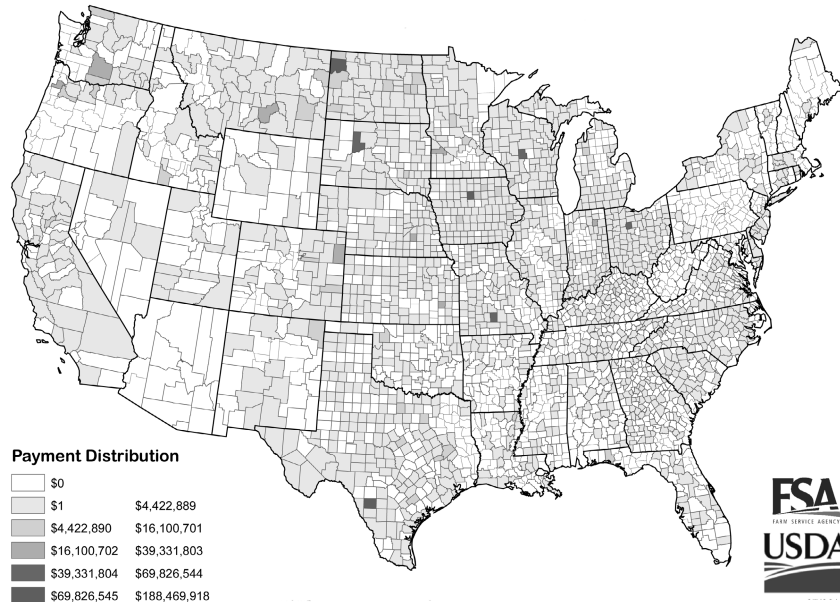 Payment Distribution
$0
$1 $4,422,889
$4,422,890 $16,100,701
$16,100,702 $39,331,803
$39,331,804 $69,826,544
$69,826,545 $188,469,918
FSA
FARM SERVICE AGENCY
USDA